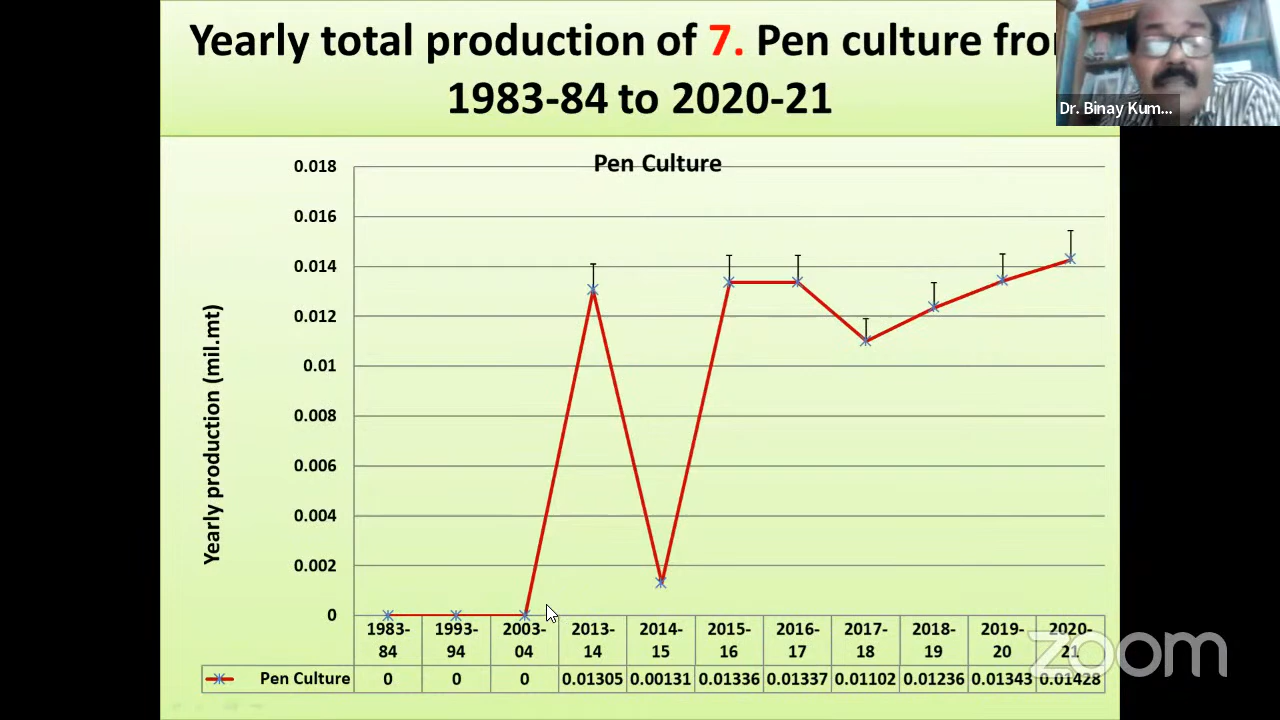 Yearly total production of 7. Pen culture fro
1983-84 to 2020-21
Dr. Binay Kum...
Pen Culture
Yearly production (mil.mt)
0.018
0.016
0.014
0.012
0.01
0.008
0.006
0.004
0.002
0
1983-84 1993-94 2003-04 2013-14 2014-15 2015-16 2016-17 2017-18 2018-19 2019-20 2020-21
Pen Culture 0 0 0 0.01305 0.00131 0.01336 0.01337 0.01102 0.01236 0.01343 0.01428
zoom